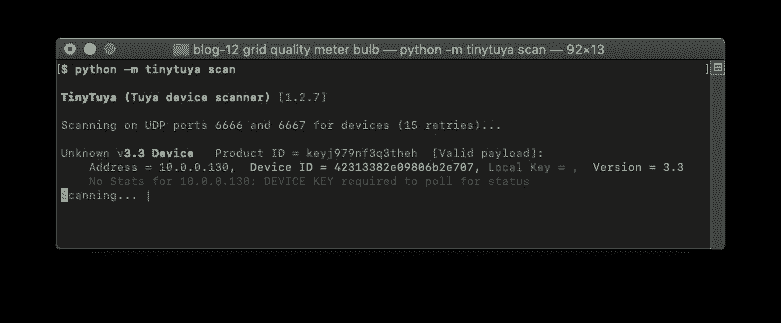 blog-12 grid quality meter bulb — python -m tinytuya scan — 92×13
[$ python -m tinytuya scan ]
TinyTuya (Tuya device scanner) [1.2.7]
Scanning on UDP ports 6666 and 6667 for devices (15 retries)...
Unknown v3.3 Device Product ID = keyj979nf3q3theh [Valid payload]:
Address = 10.0.0.130, Device ID = 42313382e09806b2e707, Local Key = , Version = 3.3
No Stats for 10.0.0.130: DEVICE KEY required to poll for status
Scanning... |